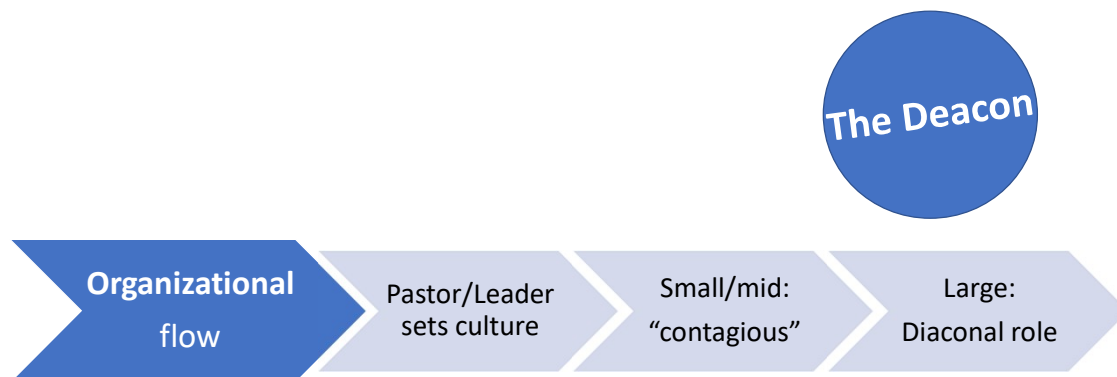 The Deacon
Organizational
flow
Pastor/Leader
sets culture
Small/mid:
“contagious”
Large:
Diaconal role